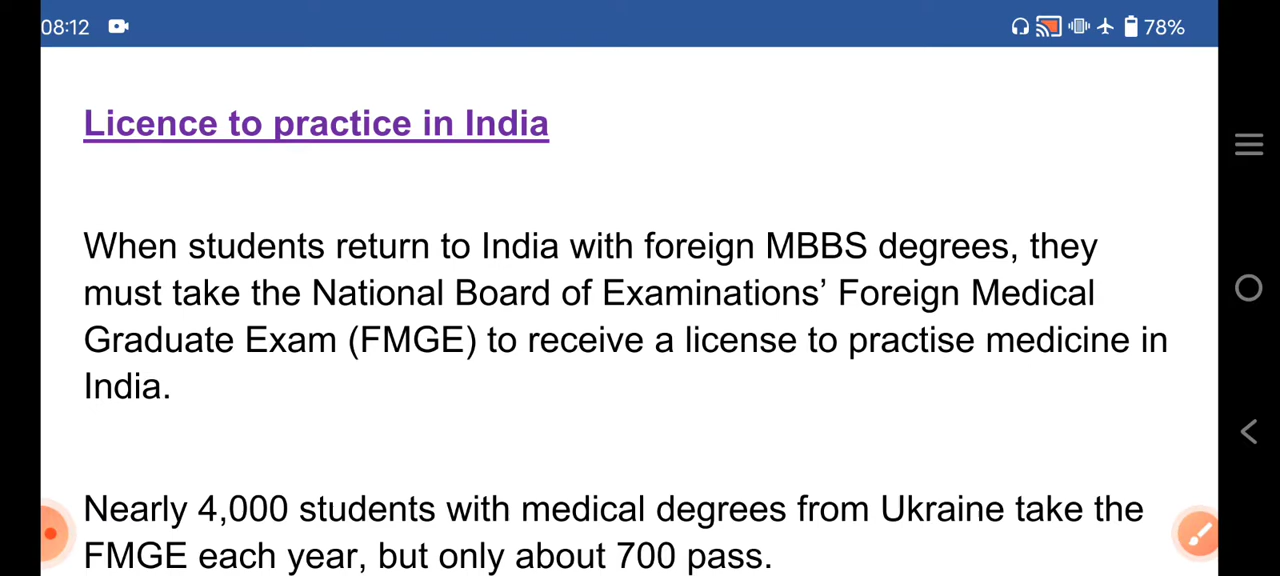 08:12
78%
Licence to practice in India
When students return to India with foreign MBBS degrees, they
must take the National Board of Examinations’ Foreign Medical
Graduate Exam (FMGE) to receive a license to practise medicine in
India.
Nearly 4,000 students with medical degrees from Ukraine take the
FMGE each year, but only about 700 pass.